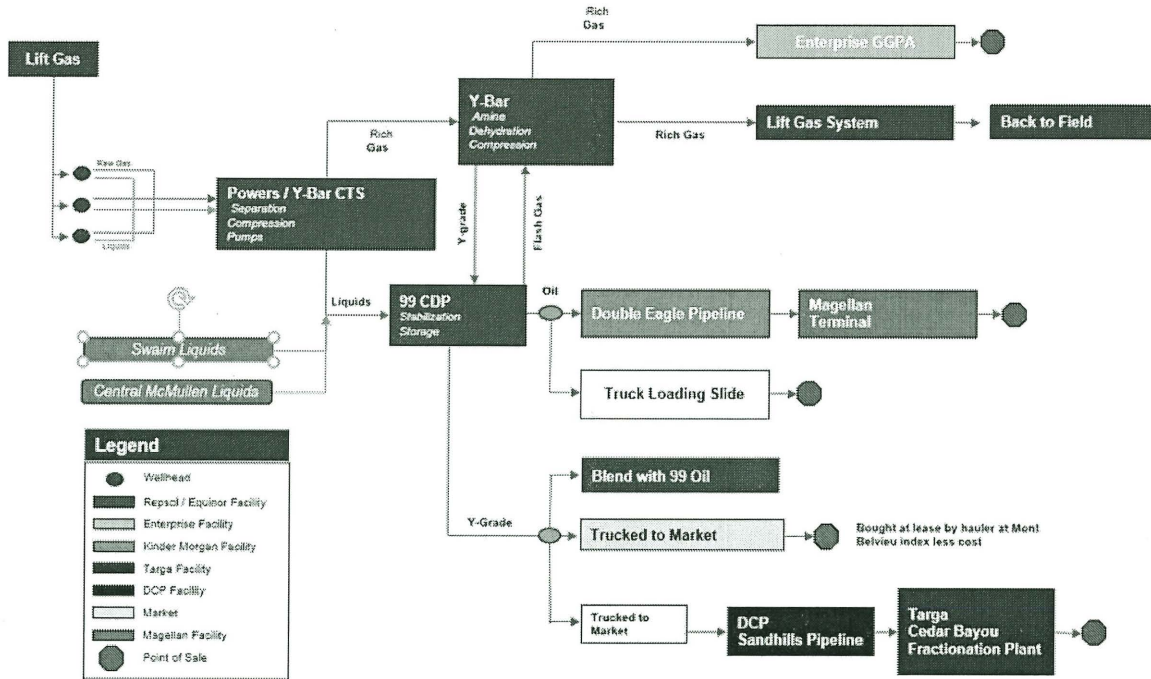 Rich
Gas
Enterprise GGPA
Lift Gas
Y-Bar
Amine
Dehydration
Compression
Rich
Gas
Rich Gas
Lift Gas System
Back to Field
Raw Gas
Liquids
Powers / Y-Bar CTS
Separation
Compression
Pumps
Y-grade
Flash Gas
Liquids
99 CDP
Stabilization
Storage
Oil
Double Eagle Pipeline
Magellan
Terminal
Swaim Liquids
Central McMullen Liquids
Truck Loading Slide
Legend
Wellhead
Repsol / Equinor Facility
Enterprise Facility
Kinder Morgan Facility
Targa Facility
DCP Facility
Market
Magellan Facility
Point of Sale
Y-Grade
Blend with 99 Oil
Trucked to Market
Bought at lease by hauler at Mont
Belvieu index less cost
Trucked to
Market
DCP
Sandhills Pipeline
Targa
Cedar Bayou
Fractionation Plant